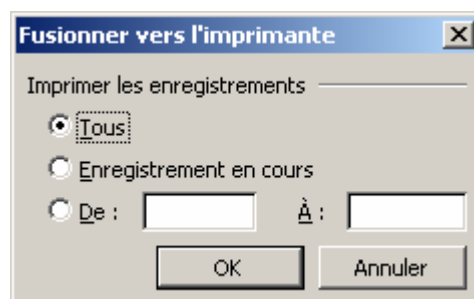 Fusionner vers l'imprimante
Imprimer les enregistrements
Tous
Enregistrement en cours
De : À :
OK Annuler